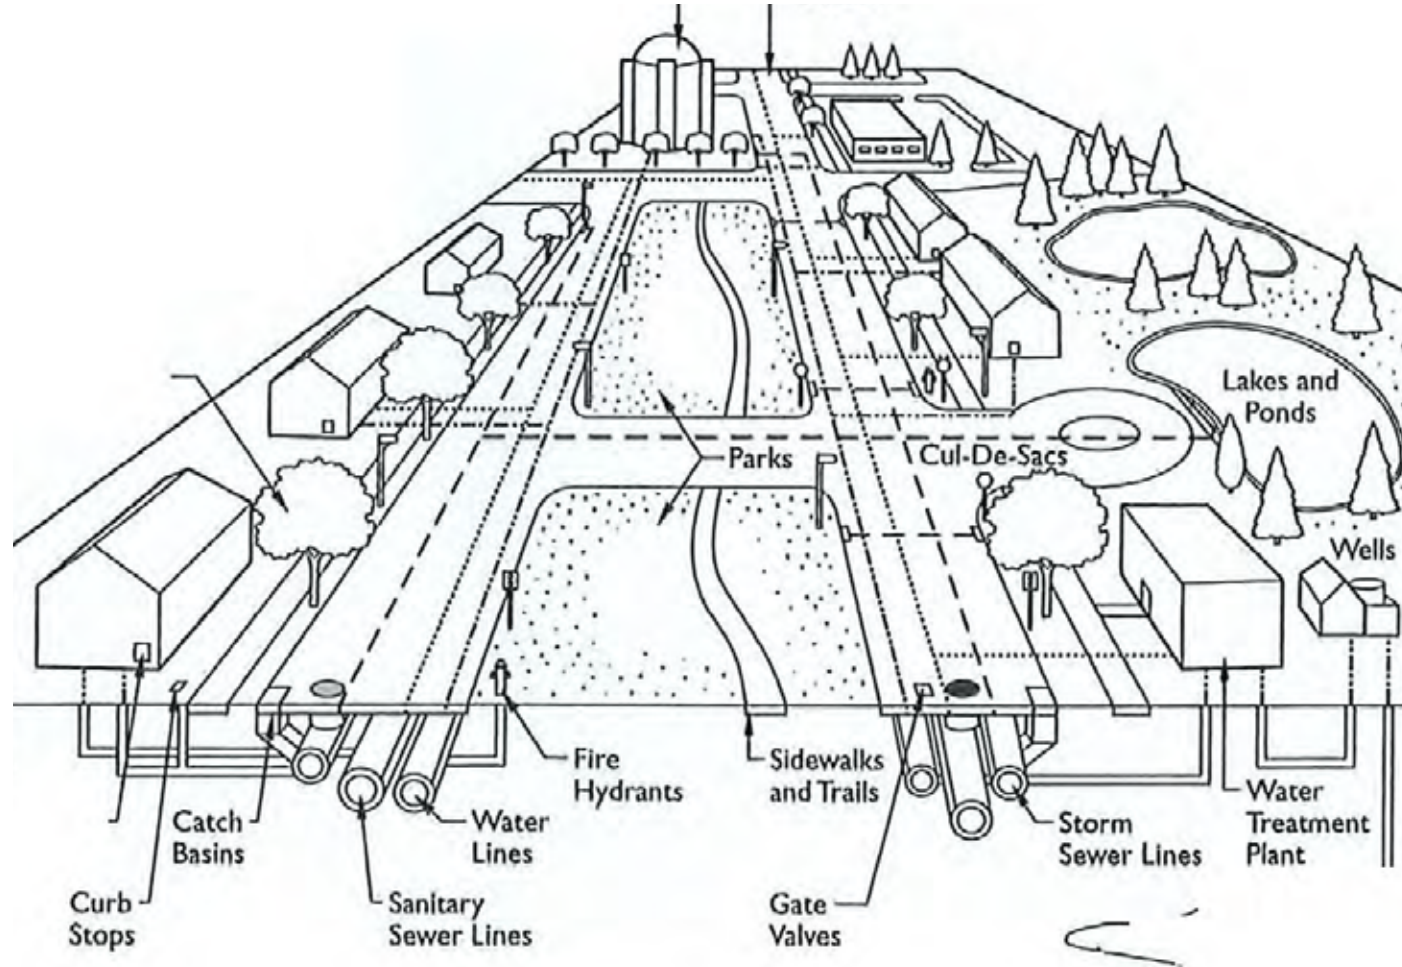 Lakes and
Ponds
Parks
Cul-De-Sacs
Wells
Fire
Hydrants
Sidewalks
and Trails
Water
Treatment
Plant
Catch
Basins
Water
Lines
Storm
Sewer Lines
Curb
Stops
Sanitary
Sewer Lines
Gate
Valves